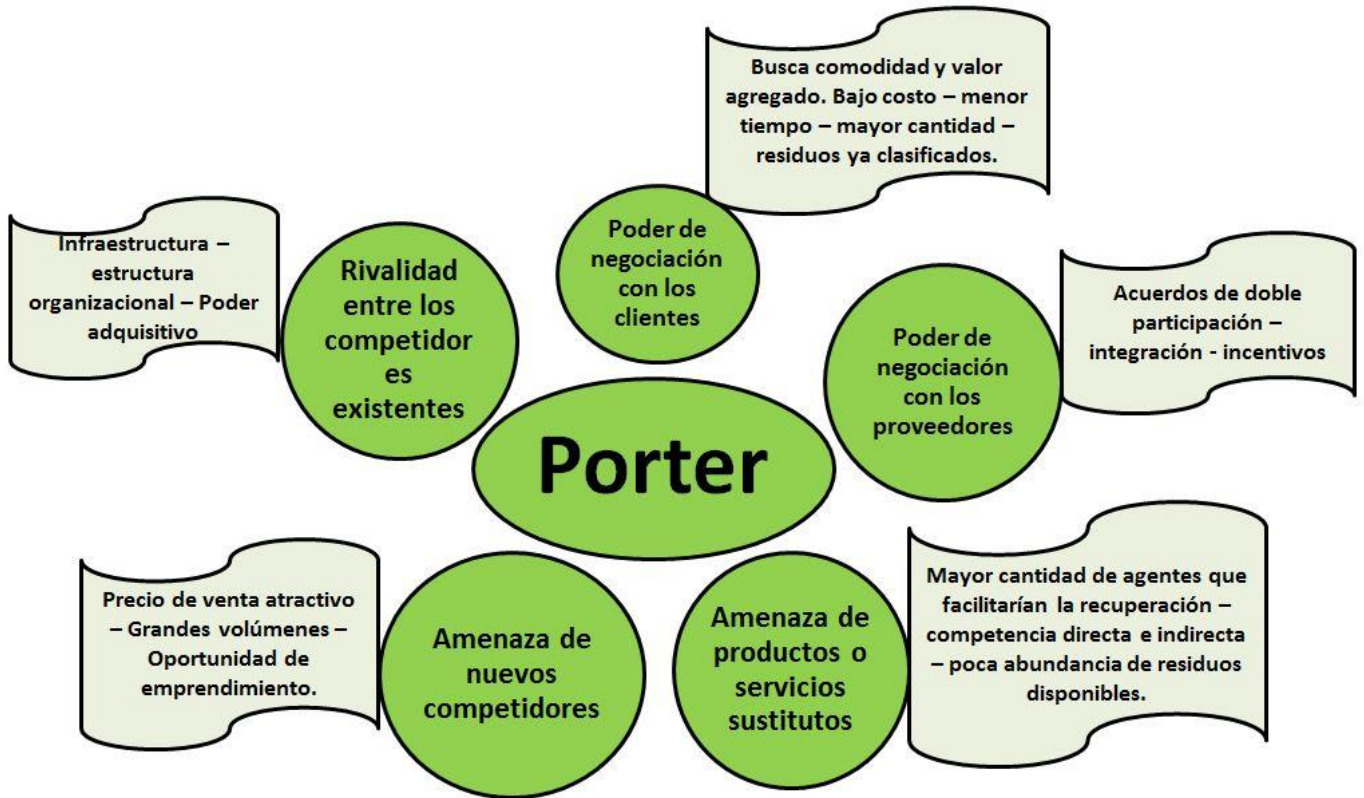 Busca comodidad y valor
agregado. Bajo costo – menor
tiempo – mayor cantidad –
residuos ya clasificados.
Infraestructura –
estructura
organizacional – Poder
adquisitivo
Rivalidad
entre los
competidor
es
existentes
Poder de
negociación
con los
clientes
Poder de
negociación
con los
proveedores
Acuerdos de doble
participación –
integración - incentivos
Porter
Precio de venta atractivo
– Grandes volúmenes –
Oportunidad de
emprendimiento.
Amenaza de
nuevos
competidores
Amenaza de
productos o
servicios
sustitutos
Mayor cantidad de agentes que
facilitarían la recuperación –
competencia directa e indirecta
– poca abundancia de residuos
disponibles.